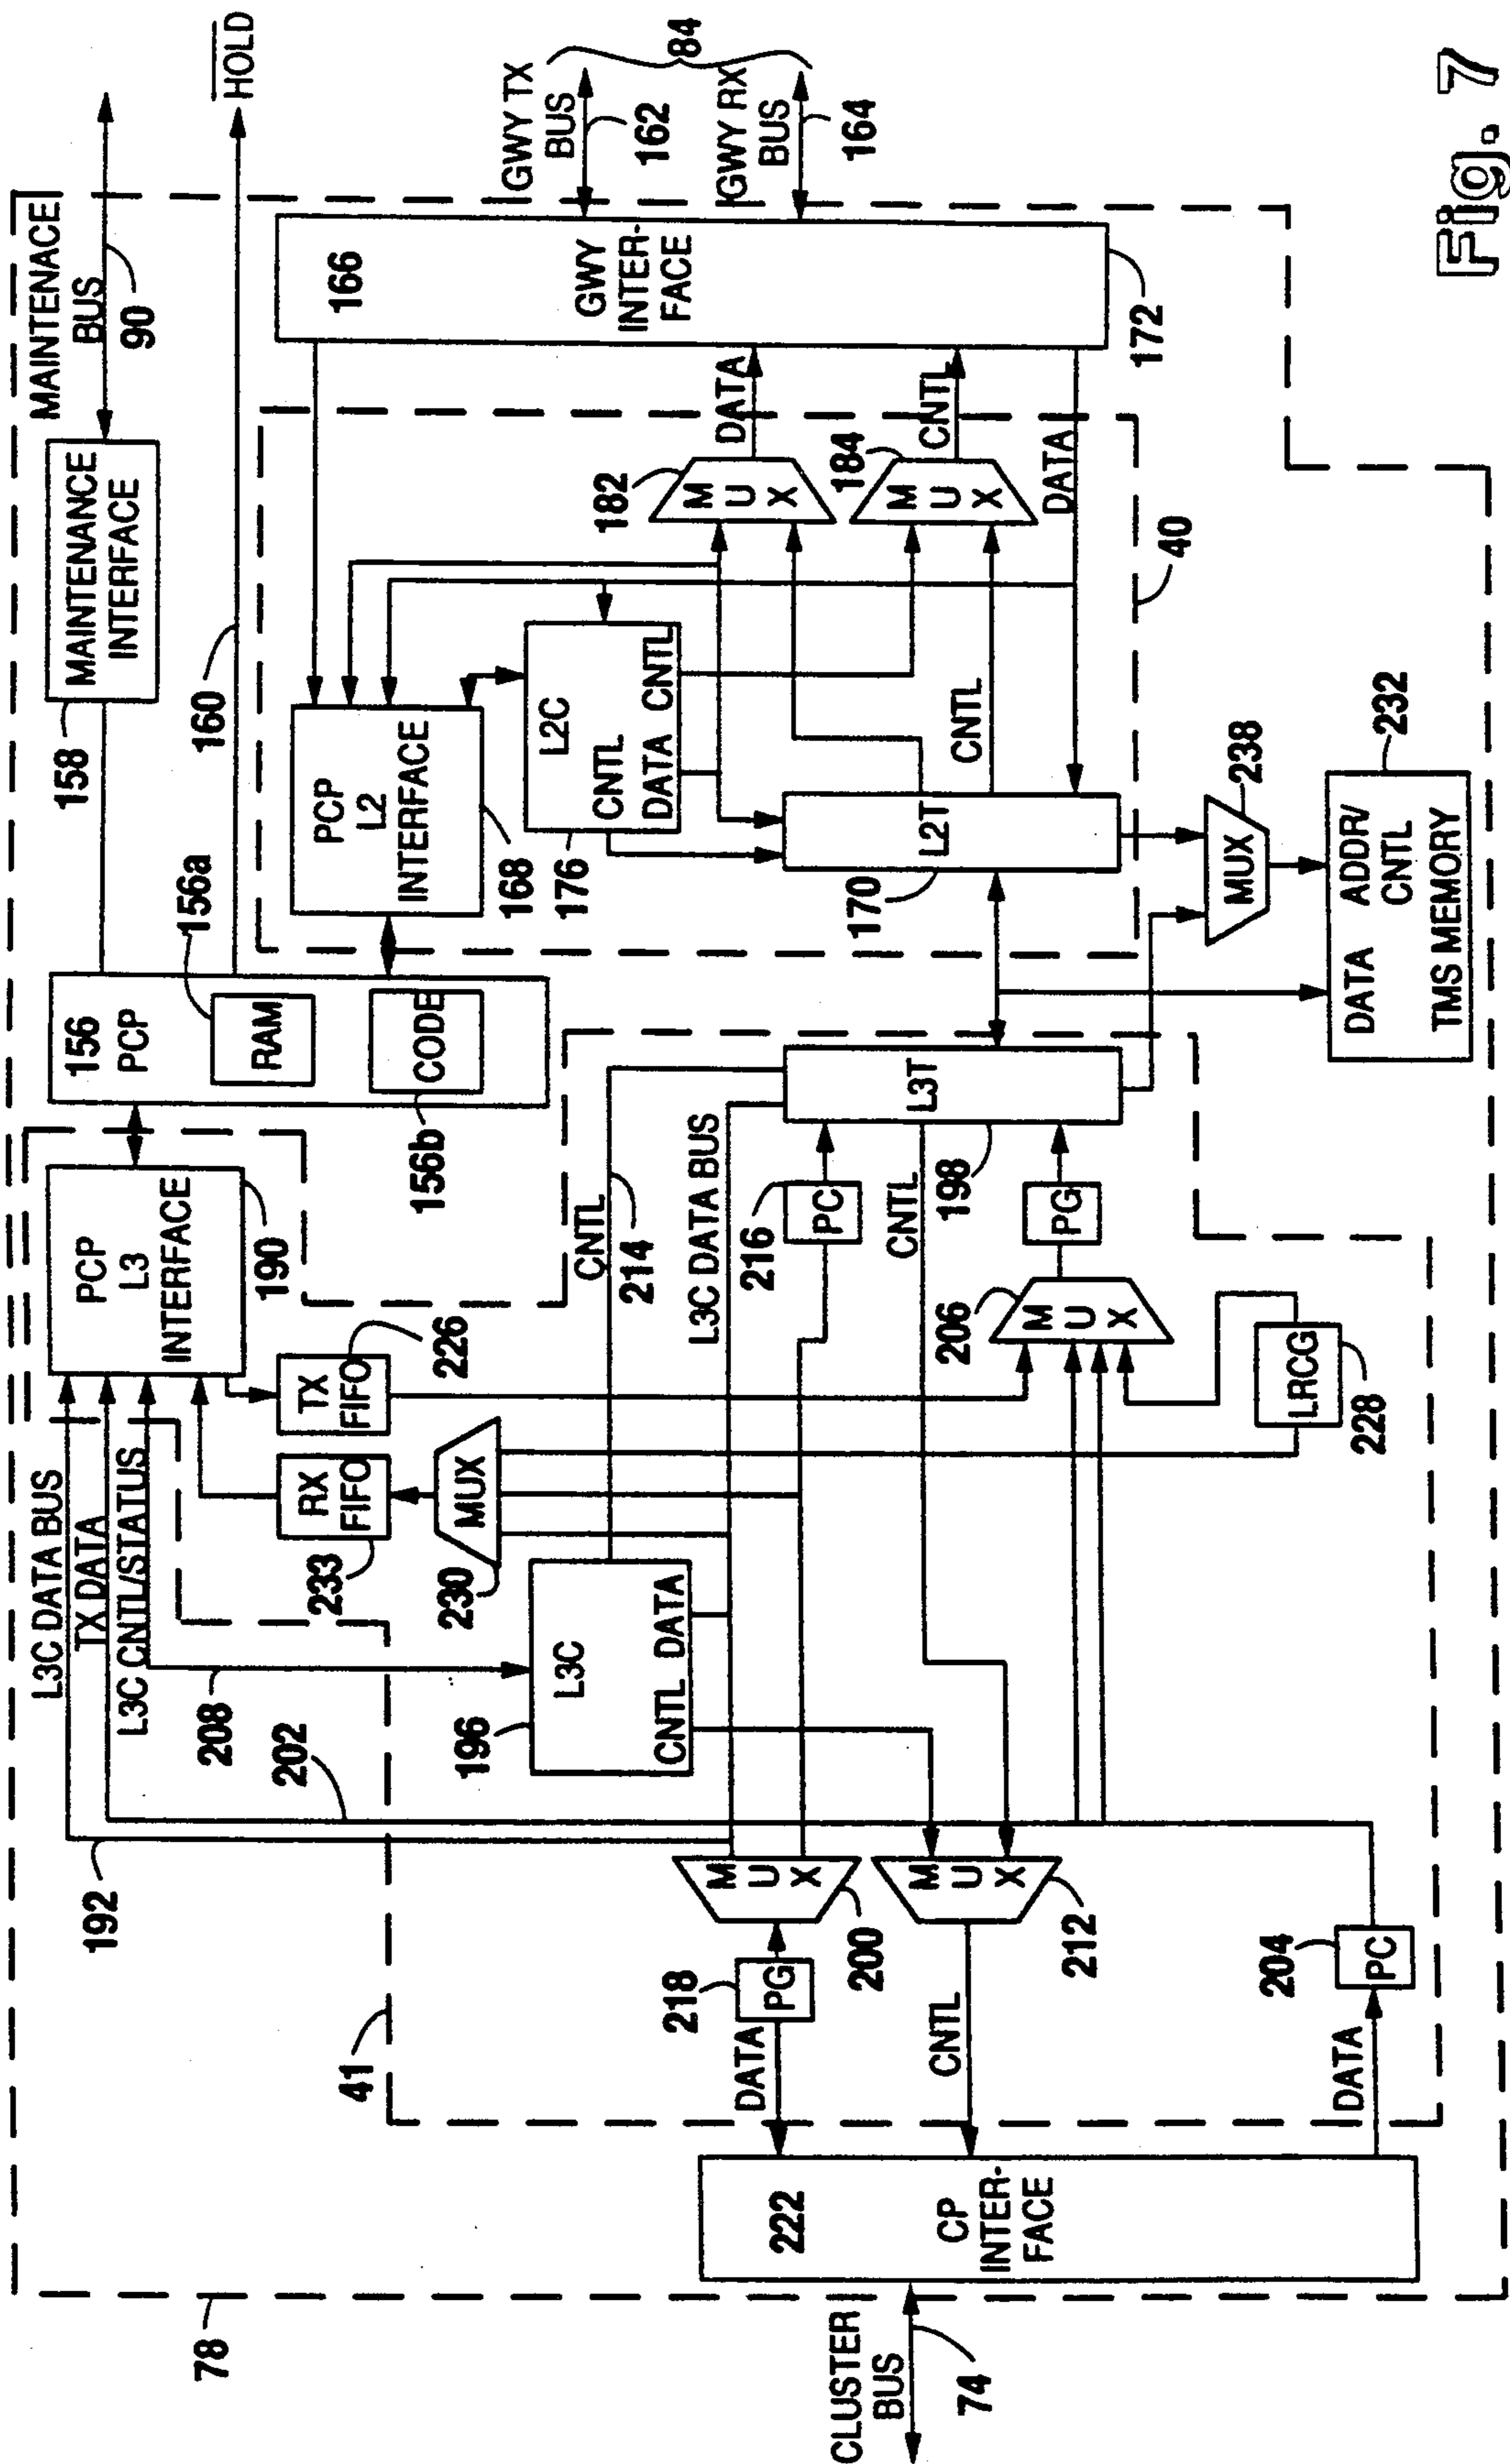 Fig. 7
78
MAINTENACE
BUS
90
HOLD
MAINTENANCE
INTERFACE
158
160
GWY TX
BUS
162
GWY RX
BUS
164
84
166
GWY
INTER-
FACE
172
156
PCP
156a
RAM
CODE
156b
PCP
L2
INTERFACE
168
L2C
CNTL
DATA CNTL
176
182
MUX
DATA
184
MUX
CNTL
DATA
40
CNTL
L2T
170
238
MUX
232
DATA ADDR/
CNTL
TMS MEMORY
PCP
L3
INTERFACE
190
L3C DATA BUS
TX DATA
L3C CNTL/STATUS
192
208
202
TX
FIFO
226
RX
FIFO
233
MUX
230
CNTL
214
L3C DATA BUS
L3C
CNTL DATA
196
216
PC
L3T
198
CNTL
PG
206
MUX
LRCG
228
41
MUX
200
218
PG
DATA
MUX
212
CNTL
204
PC
DATA
222
CP
INTER-
FACE
CLUSTER
BUS
74